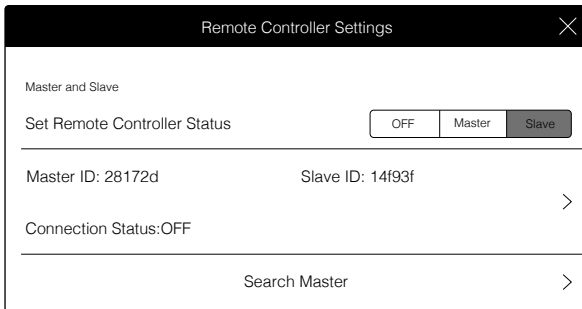 Remote Controller Settings
Master and Slave
Set Remote Controller Status OFF Master Slave
Master ID: 28172d Slave ID: 14f93f
Connection Status:OFF
Search Master